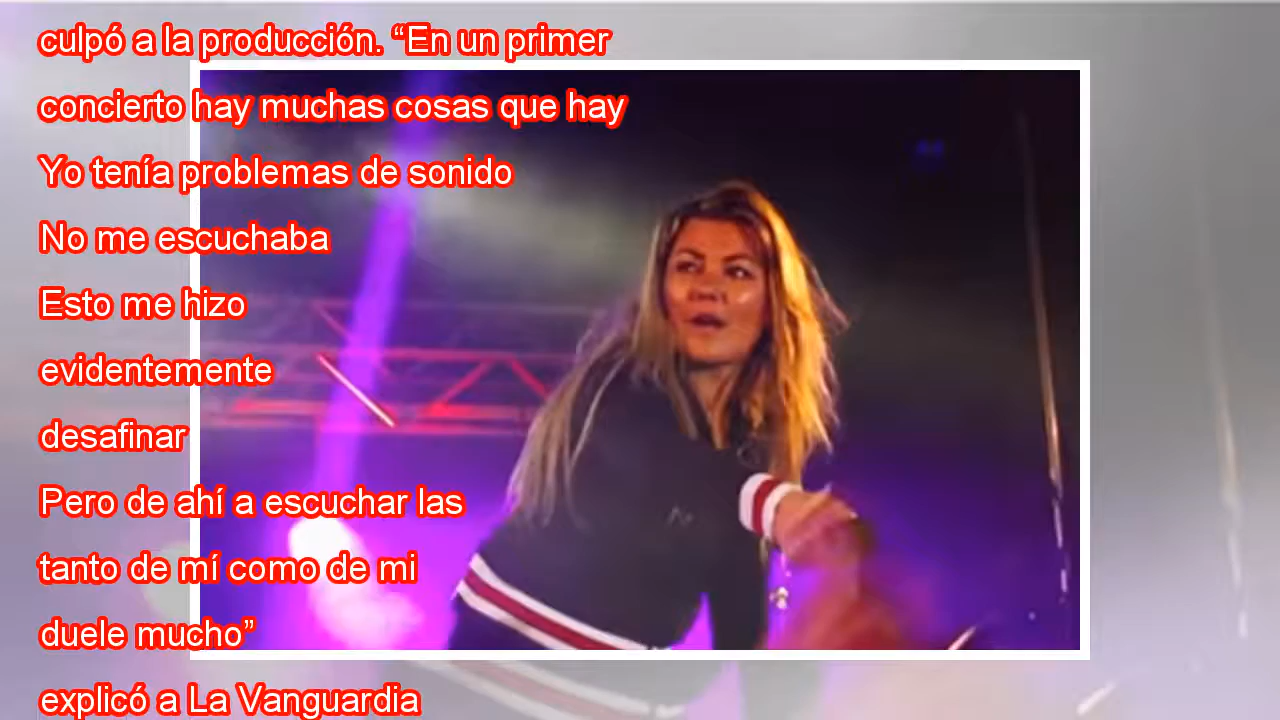 culpó a la producción. “En un primer
concierto hay muchas cosas que hay
Yo tenía problemas de sonido
No me escuchaba
Esto me hizo
evidentemente
desafinar
Pero de ahí a escuchar las
tanto de mí como de mi
duele mucho”
explicó a La Vanguardia